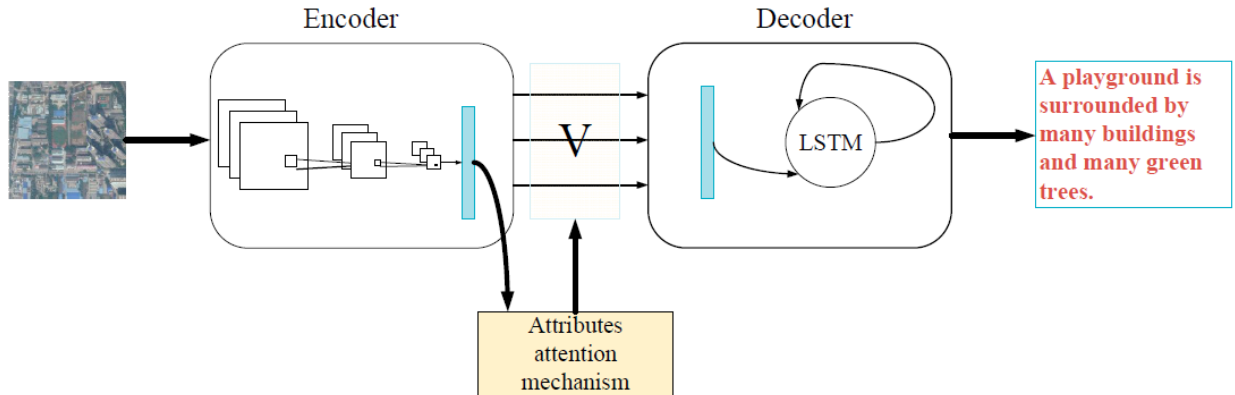 Encoder
Decoder
V
LSTM
A playground is
surrounded by
many buildings
and many green
trees.
Attributes
attention
mechanism